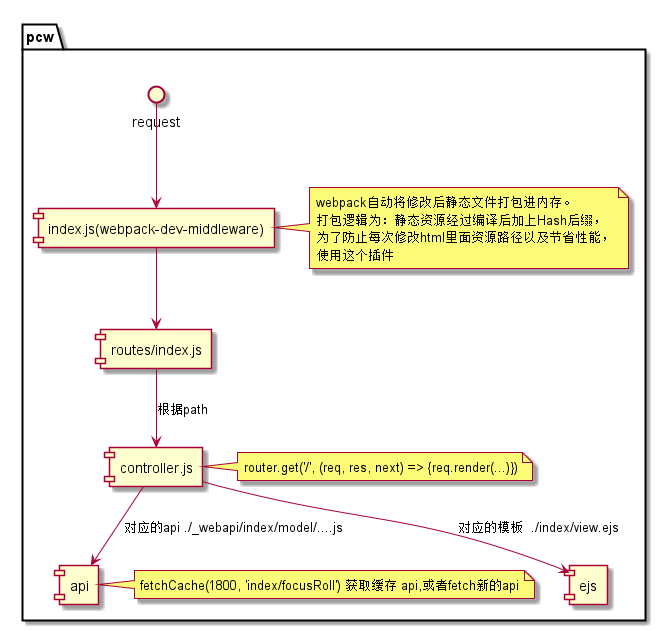 pcw
request
index.js(webpack-dev-middleware)
webpack自动将修改后静态文件打包进内存。
打包逻辑为：静态资源经过编译后加上Hash后缀，
为了防止每次修改html里面资源路径以及节省性能，
使用这个插件
routes/index.js
根据path
controller.js
router.get('/', (req, res, next) => {req.render(...)})
对应的api ./_webapi/index/model/....js
对应的模板 ./index/view.ejs
api
fetchCache(1800, 'index/focusRoll') 获取缓存 api,或者fetch新的api
ejs